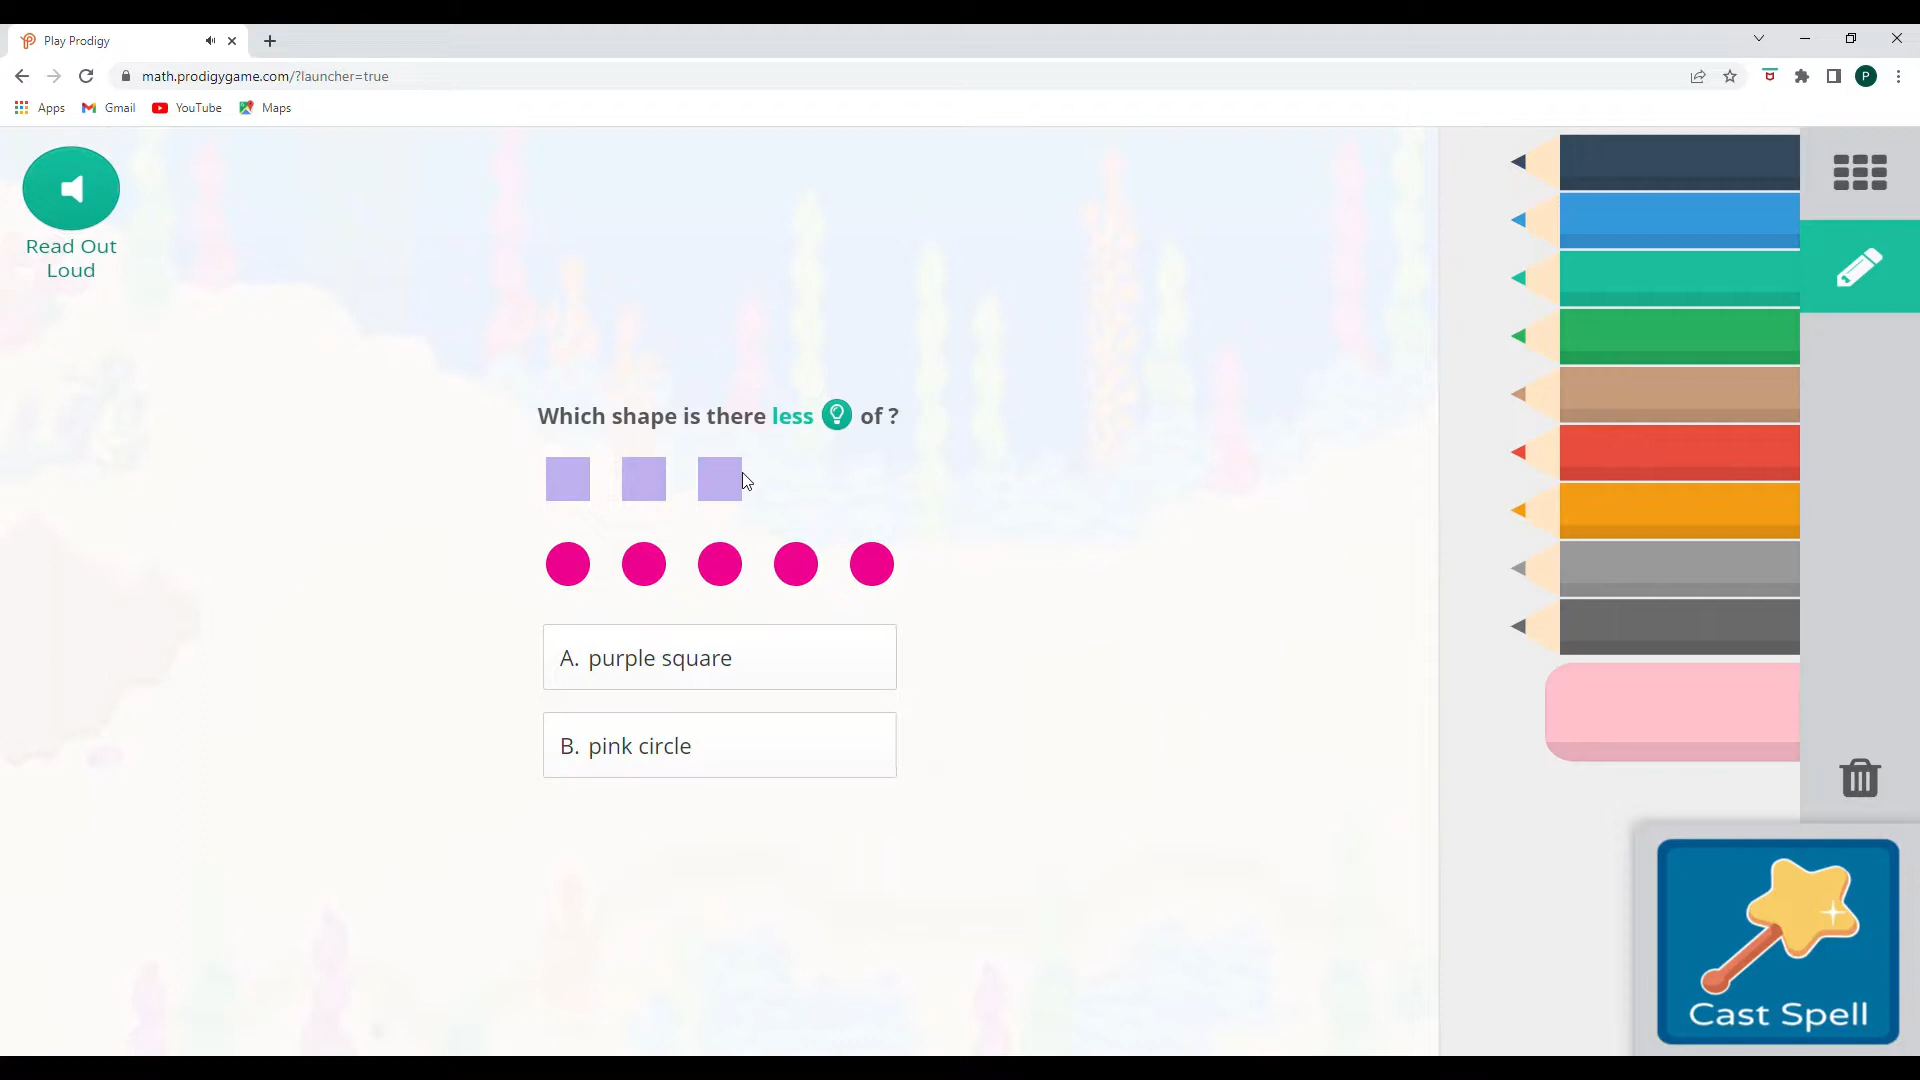 Play Prodigy
math.prodigygame.com/?launcher=true
P
Apps Gmail YouTube Maps
Read Out
Loud
Which shape is there less of ?
A. purple square
B. pink circle
Cast Spell